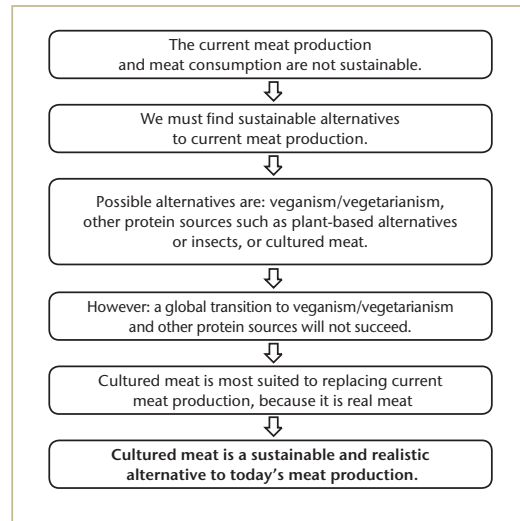 The current meat production
and meat consumption are not sustainable.
We must find sustainable alternatives
to current meat production.
Possible alternatives are: veganism/vegetarianism,
other protein sources such as plant-based alternatives
or insects, or cultured meat.
However: a global transition to veganism/vegetarianism
and other protein sources will not succeed.
Cultured meat is most suited to replacing current
meat production, because it is real meat
Cultured meat is a sustainable and realistic
alternative to today’s meat production.